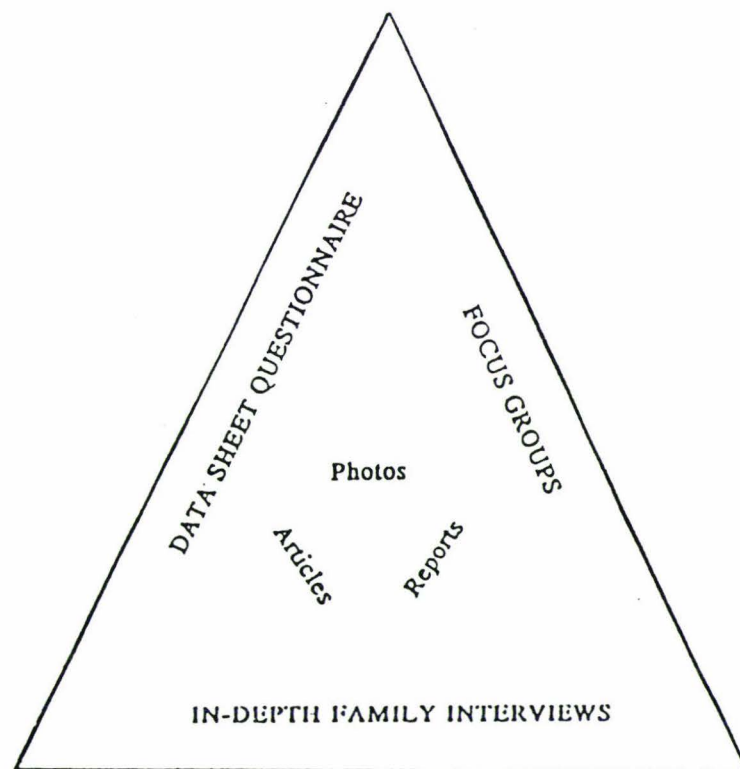 DATA SHEET QUESTIONNAIRE
FOCUS GROUPS
Photos
Articles
Reports
IN-DEPTH FAMILY INTERVIEWS